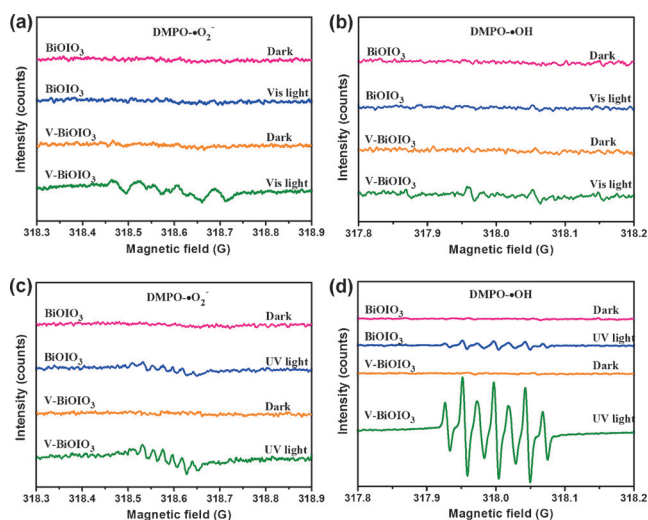 (a) DMPO-•O₂⁻
BiOIO₃ Dark
BiOIO₃ Vis light
V-BiOIO₃ Dark
V-BiOIO₃ Vis light
Intensity (counts)
318.3 318.4 318.5 318.6 318.7 318.8 318.9
Magnetic field (G)
(b) DMPO-•OH
BiOIO₃ Dark
BiOIO₃ Vis light
V-BiOIO₃ Dark
V-BiOIO₃ Vis light
Intensity (counts)
317.8 317.9 318.0 318.1 318.2
Magnetic field (G)
(c) DMPO-•O₂⁻
BiOIO₃ Dark
BiOIO₃ UV light
V-BiOIO₃ Dark
V-BiOIO₃ UV light
Intensity (counts)
318.3 318.4 318.5 318.6 318.7 318.8 318.9
Magnetic field (G)
(d) DMPO-•OH
BiOIO₃ Dark
BiOIO₃ UV light
V-BiOIO₃ Dark
V-BiOIO₃ UV light
Intensity (counts)
317.8 317.9 318.0 318.1 318.2
Magnetic field (G)